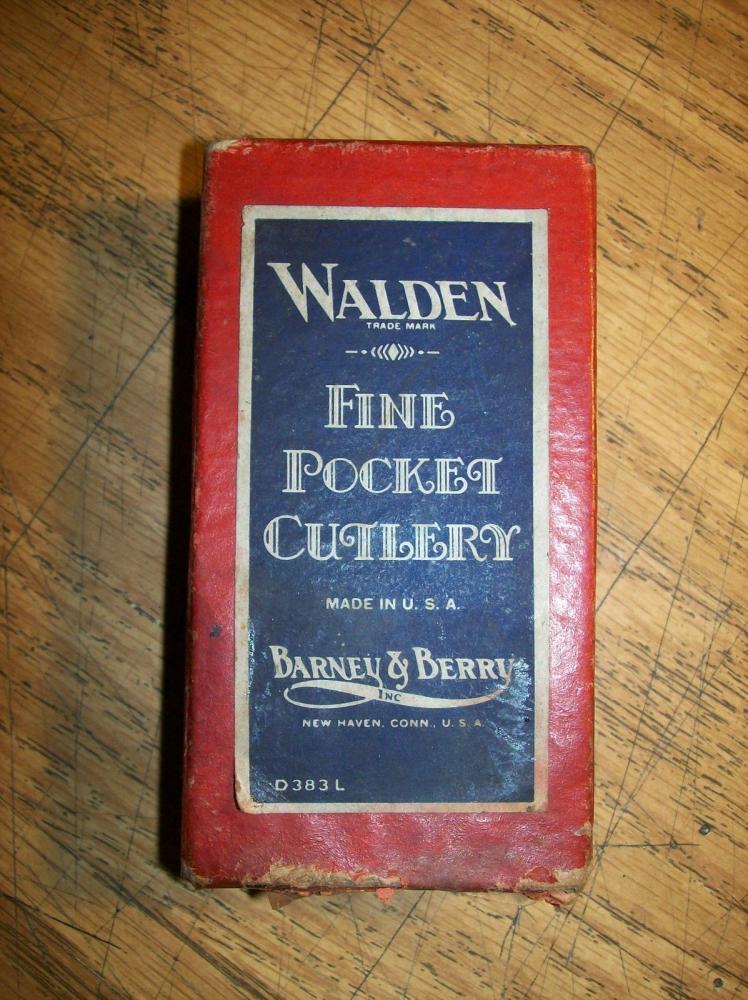 WALDEN
TRADE MARK
FINE
POCKET
CUTLERY
MADE IN U. S. A.
BARNEY & BERRY
INC
NEW HAVEN. CONN., U. S. A.
D383L